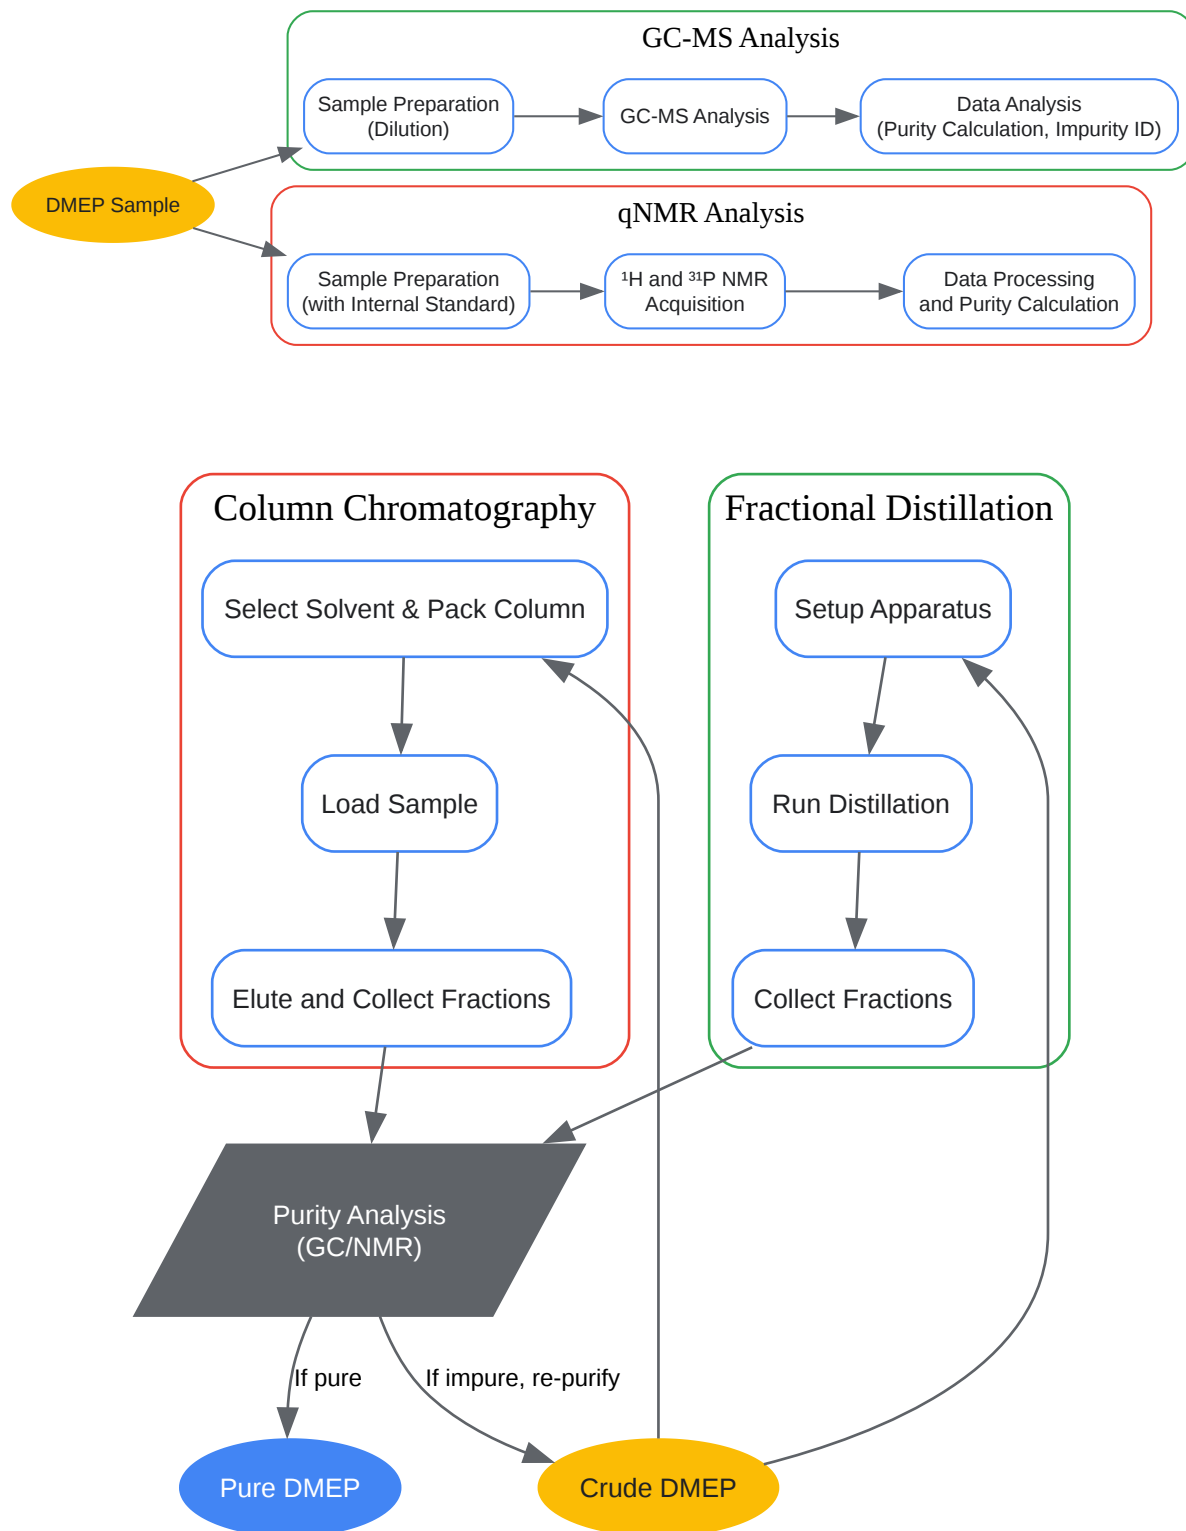 GC-MS Analysis
Sample Preparation
(Dilution)
GC-MS Analysis
Data Analysis
(Purity Calculation, Impurity ID)
DMEP Sample
qNMR Analysis
Sample Preparation
(with Internal Standard)
¹H and ³¹P NMR
Acquisition
Data Processing
and Purity Calculation
Column Chromatography
Select Solvent & Pack Column
Load Sample
Elute and Collect Fractions
Fractional Distillation
Setup Apparatus
Run Distillation
Collect Fractions
Purity Analysis
(GC/NMR)
If pure
If impure, re-purify
Pure DMEP
Crude DMEP